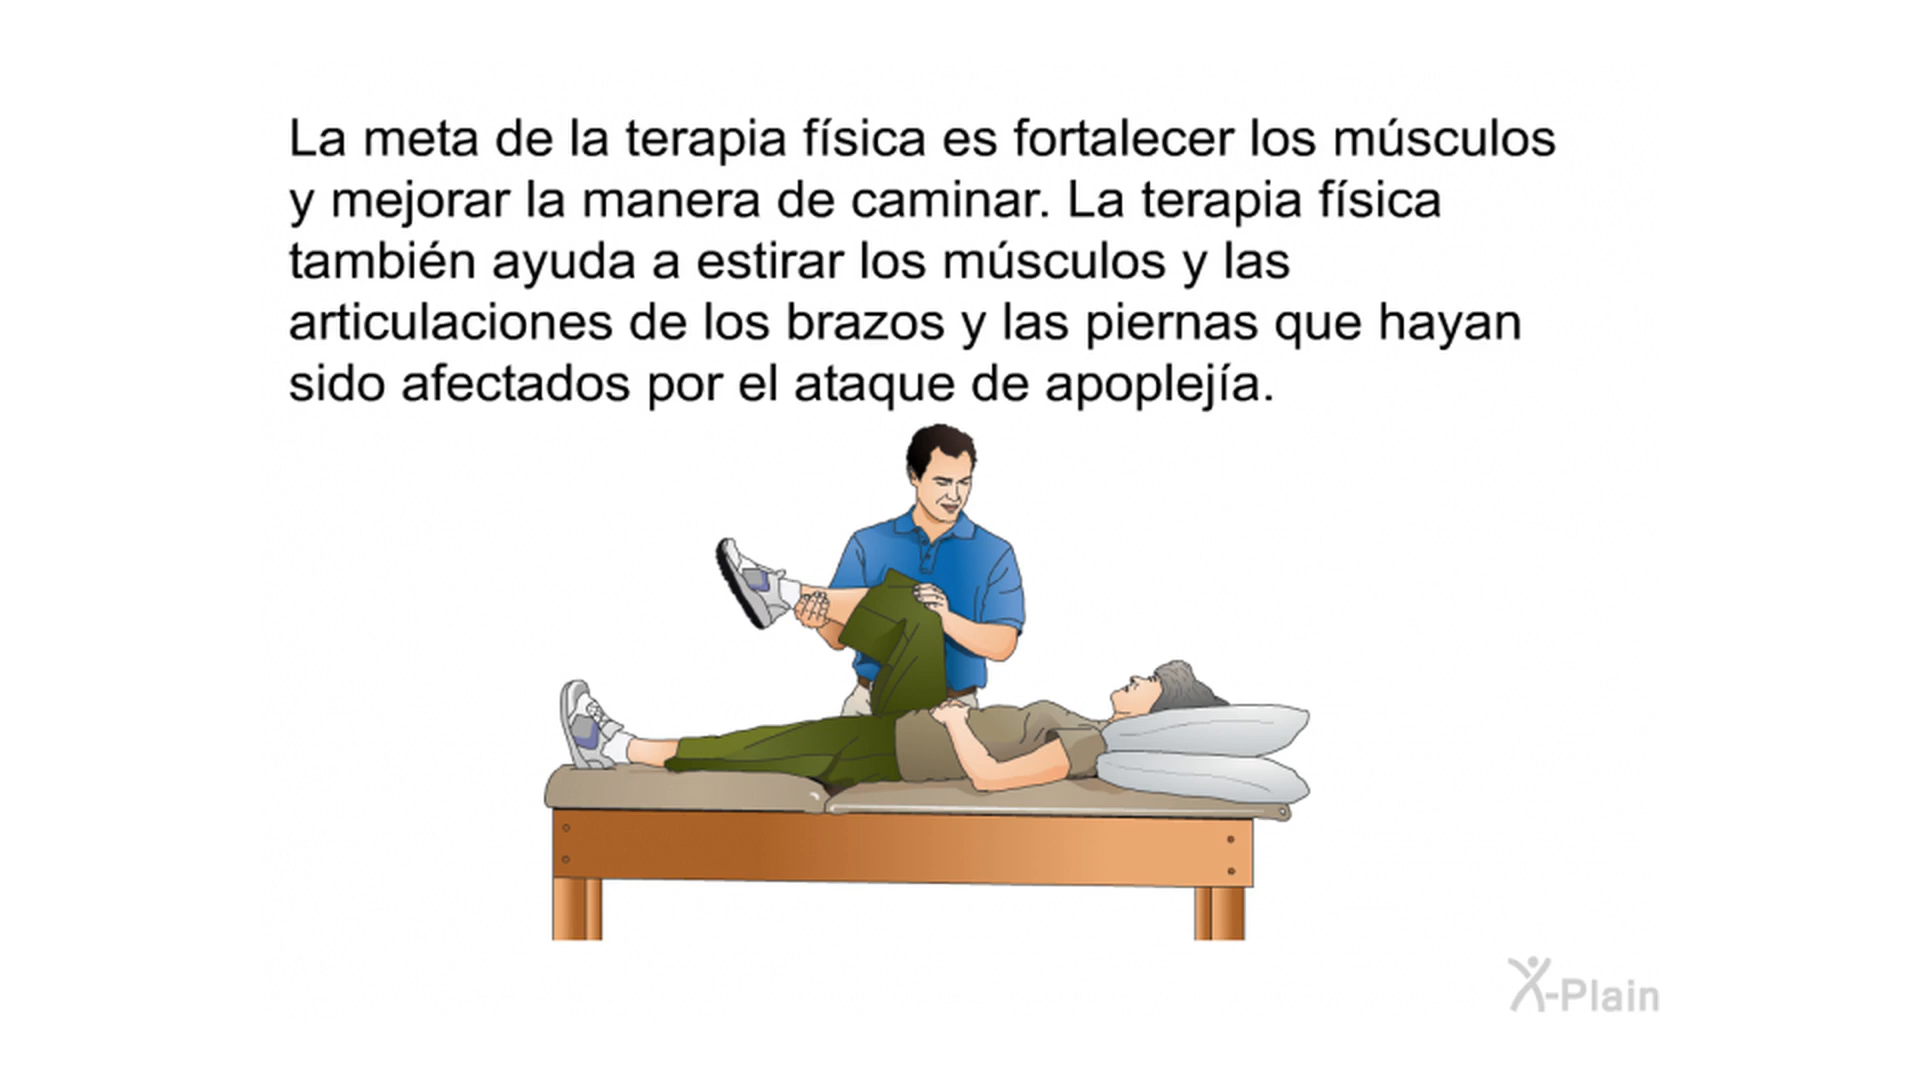 La meta de la terapia física es fortalecer los músculos
y mejorar la manera de caminar. La terapia física
también ayuda a estirar los músculos y las
articulaciones de los brazos y las piernas que hayan
sido afectados por el ataque de apoplejía.
X-Plain